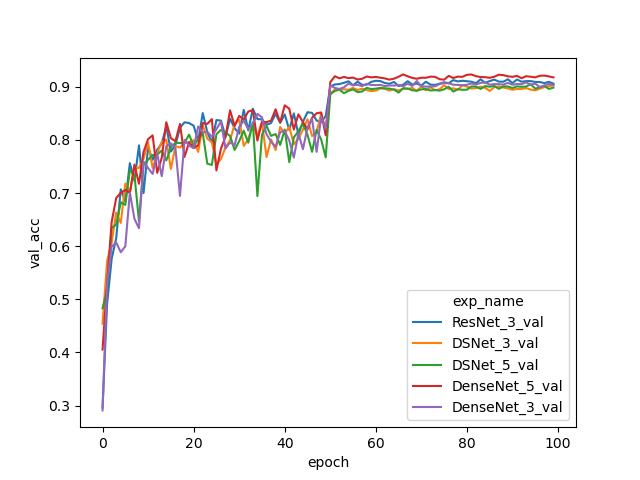 val_acc
0.9
0.8
0.7
0.6
0.5
0.4
0.3
0
20
40
60
80
100
epoch
exp_name
ResNet_3_val
DSNet_3_val
DSNet_5_val
DenseNet_5_val
DenseNet_3_val